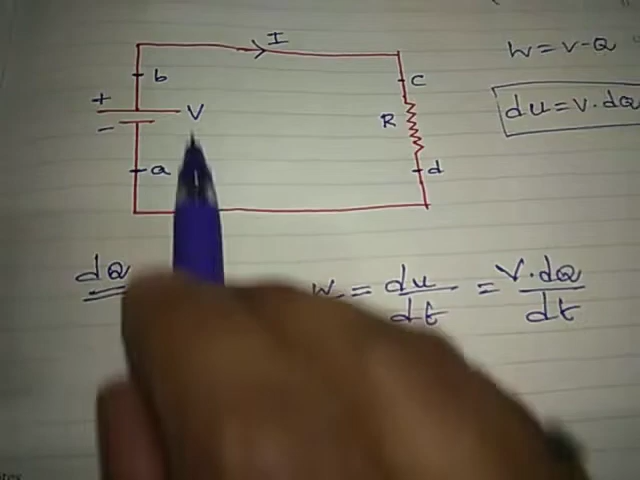 I
b
c
W = V - Q
+
V
R
du = V. dQ
-
a
d
dQ
W = du/dt = V. dQ/dt